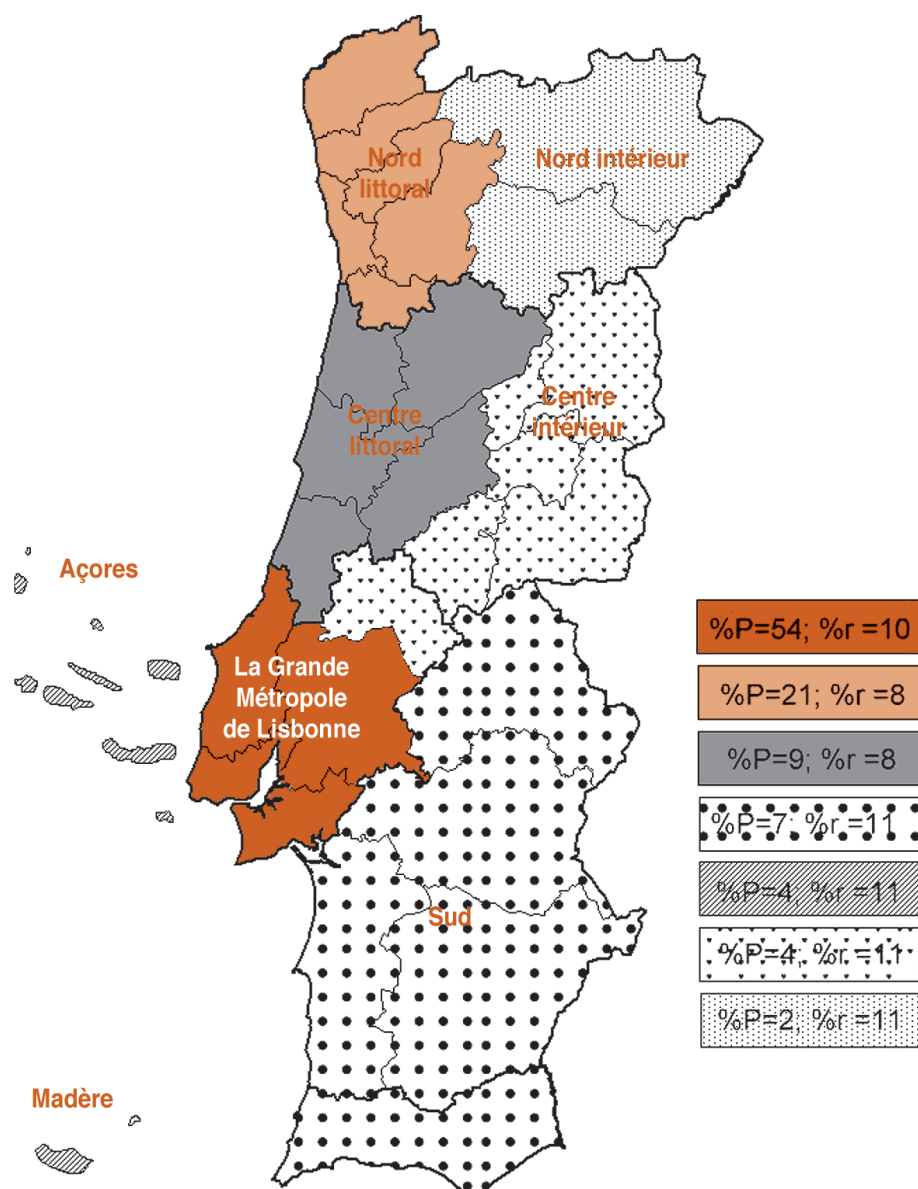 Nord
littoral
Nord intérieur
Centre
littoral
Centre
intérieur
Açores
La Grande
Métropole
de Lisbonne
Sud
Madère
%P=54; %r =10
%P=21; %r =8
%P=9; %r =8
%P=7; %r =11
%P=4, %r =11
%P=4; %r =11
%P=2, %r =11